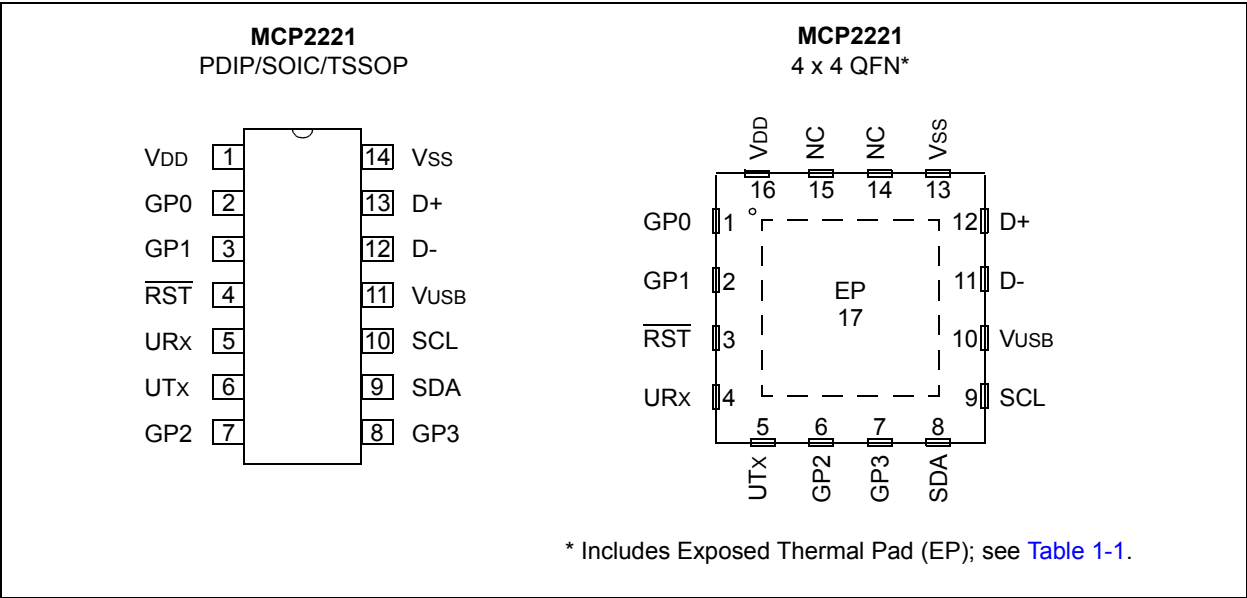 MCP2221
PDIP/SOIC/TSSOP
VDD 1
14 VSS
GP0 2
13 D+
GP1 3
12 D-
RST 4
11 VUSB
URx 5
10 SCL
UTx 6
9 SDA
GP2 7
8 GP3
MCP2221
4 x 4 QFN*
VDD
NC
NC
VSS
16
15
14
13
GP0 1
12 D+
GP1 2
11 D-
EP
17
RST 3
10 VUSB
URx 4
9 SCL
5
6
7
8
UTx
GP2
GP3
SDA
* Includes Exposed Thermal Pad (EP); see Table 1-1.